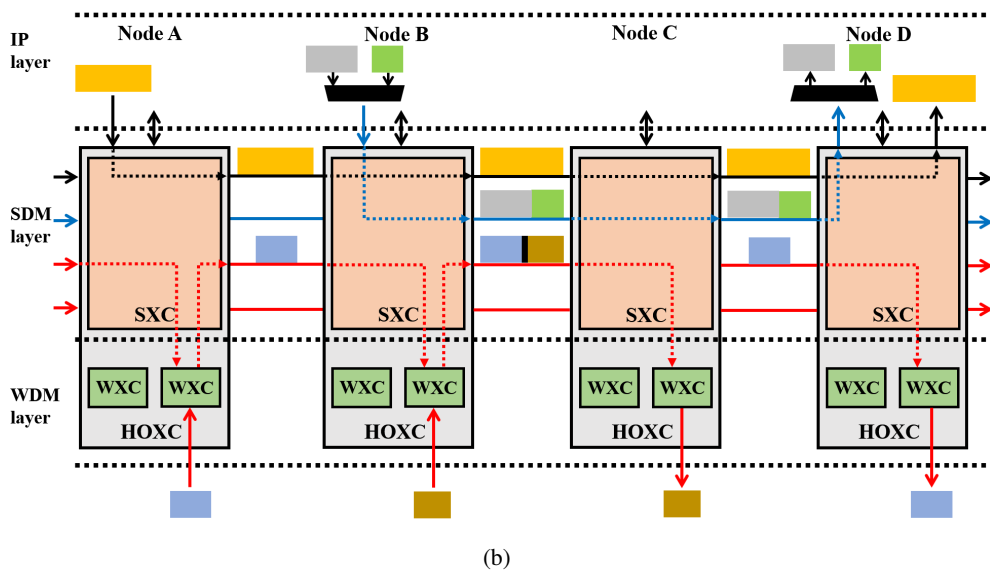 IP
layer
Node A
Node B
Node C
Node D
SDM
layer
SXC
SXC
SXC
SXC
WDM
layer
WXC
WXC
WXC
WXC
WXC
WXC
WXC
WXC
HOXC
HOXC
HOXC
HOXC
(b)